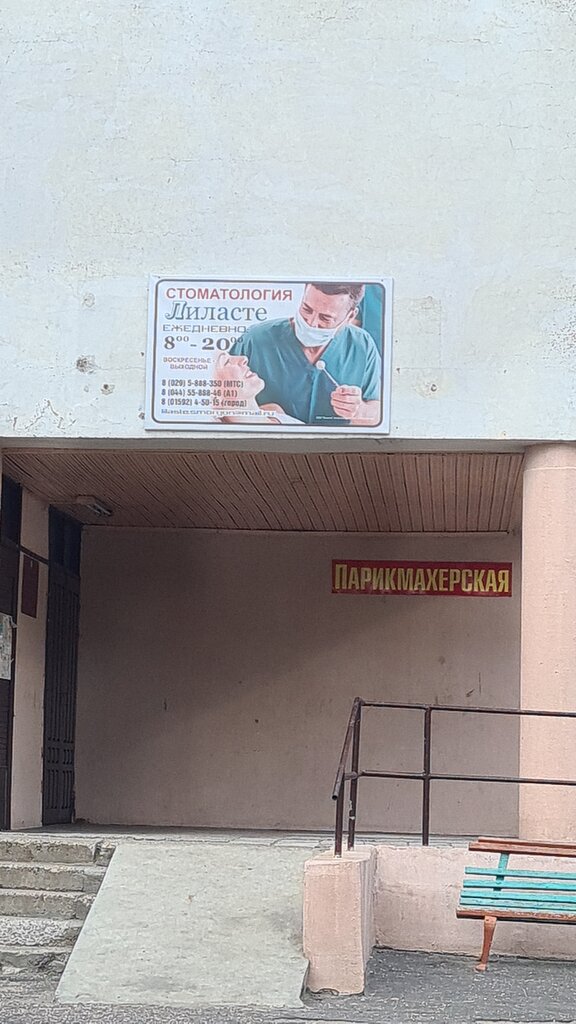 СТОМАТОЛОГИЯ
Диласте
ЕЖЕДНЕВНО:
8⁰⁰ - 20⁰⁰
ВОСКРЕСЕНЬЕ -
ВЫХОДНОЙ
8 (029) 5-888-350 (МТС)
8 (044) 55-888-46 (А1)
8 (01592) 4-50-15 (город)
ПАРИКМАХЕРСКАЯ